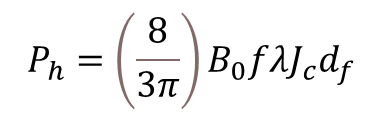 P_h = (8/3π) B_0 f λ J_c d_f